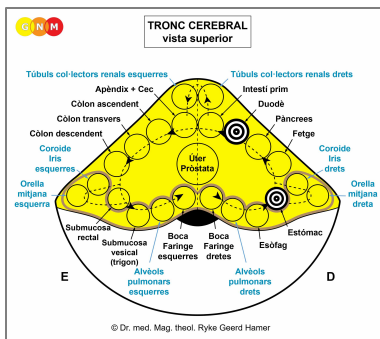 G N M
TRONC CEREBRAL
vista superior
Túbuls col·lectors renals esquerres
Túbuls col·lectors renals drets
Apèndix + Cec
Intestí prim
Còlon ascendent
Duodè
Còlon transvers
Pàncrees
Còlon descendent
Fetge
Coroide
Iris
esquerres
Coroide
Iris
drets
Úter
Pròstata
Orella
mitjana
esquerra
Orella
mitjana
dreta
Submucosa
rectal
Submucosa
vesical
(trígon)
Boca
Faringe
esquerres
Boca
Faringe
dretes
Esòfag
Estómac
Alvèols
pulmonars
esquerres
Alvèols
pulmonars
drets
E
D
© Dr. med. Mag. theol. Ryke Geerd Hamer